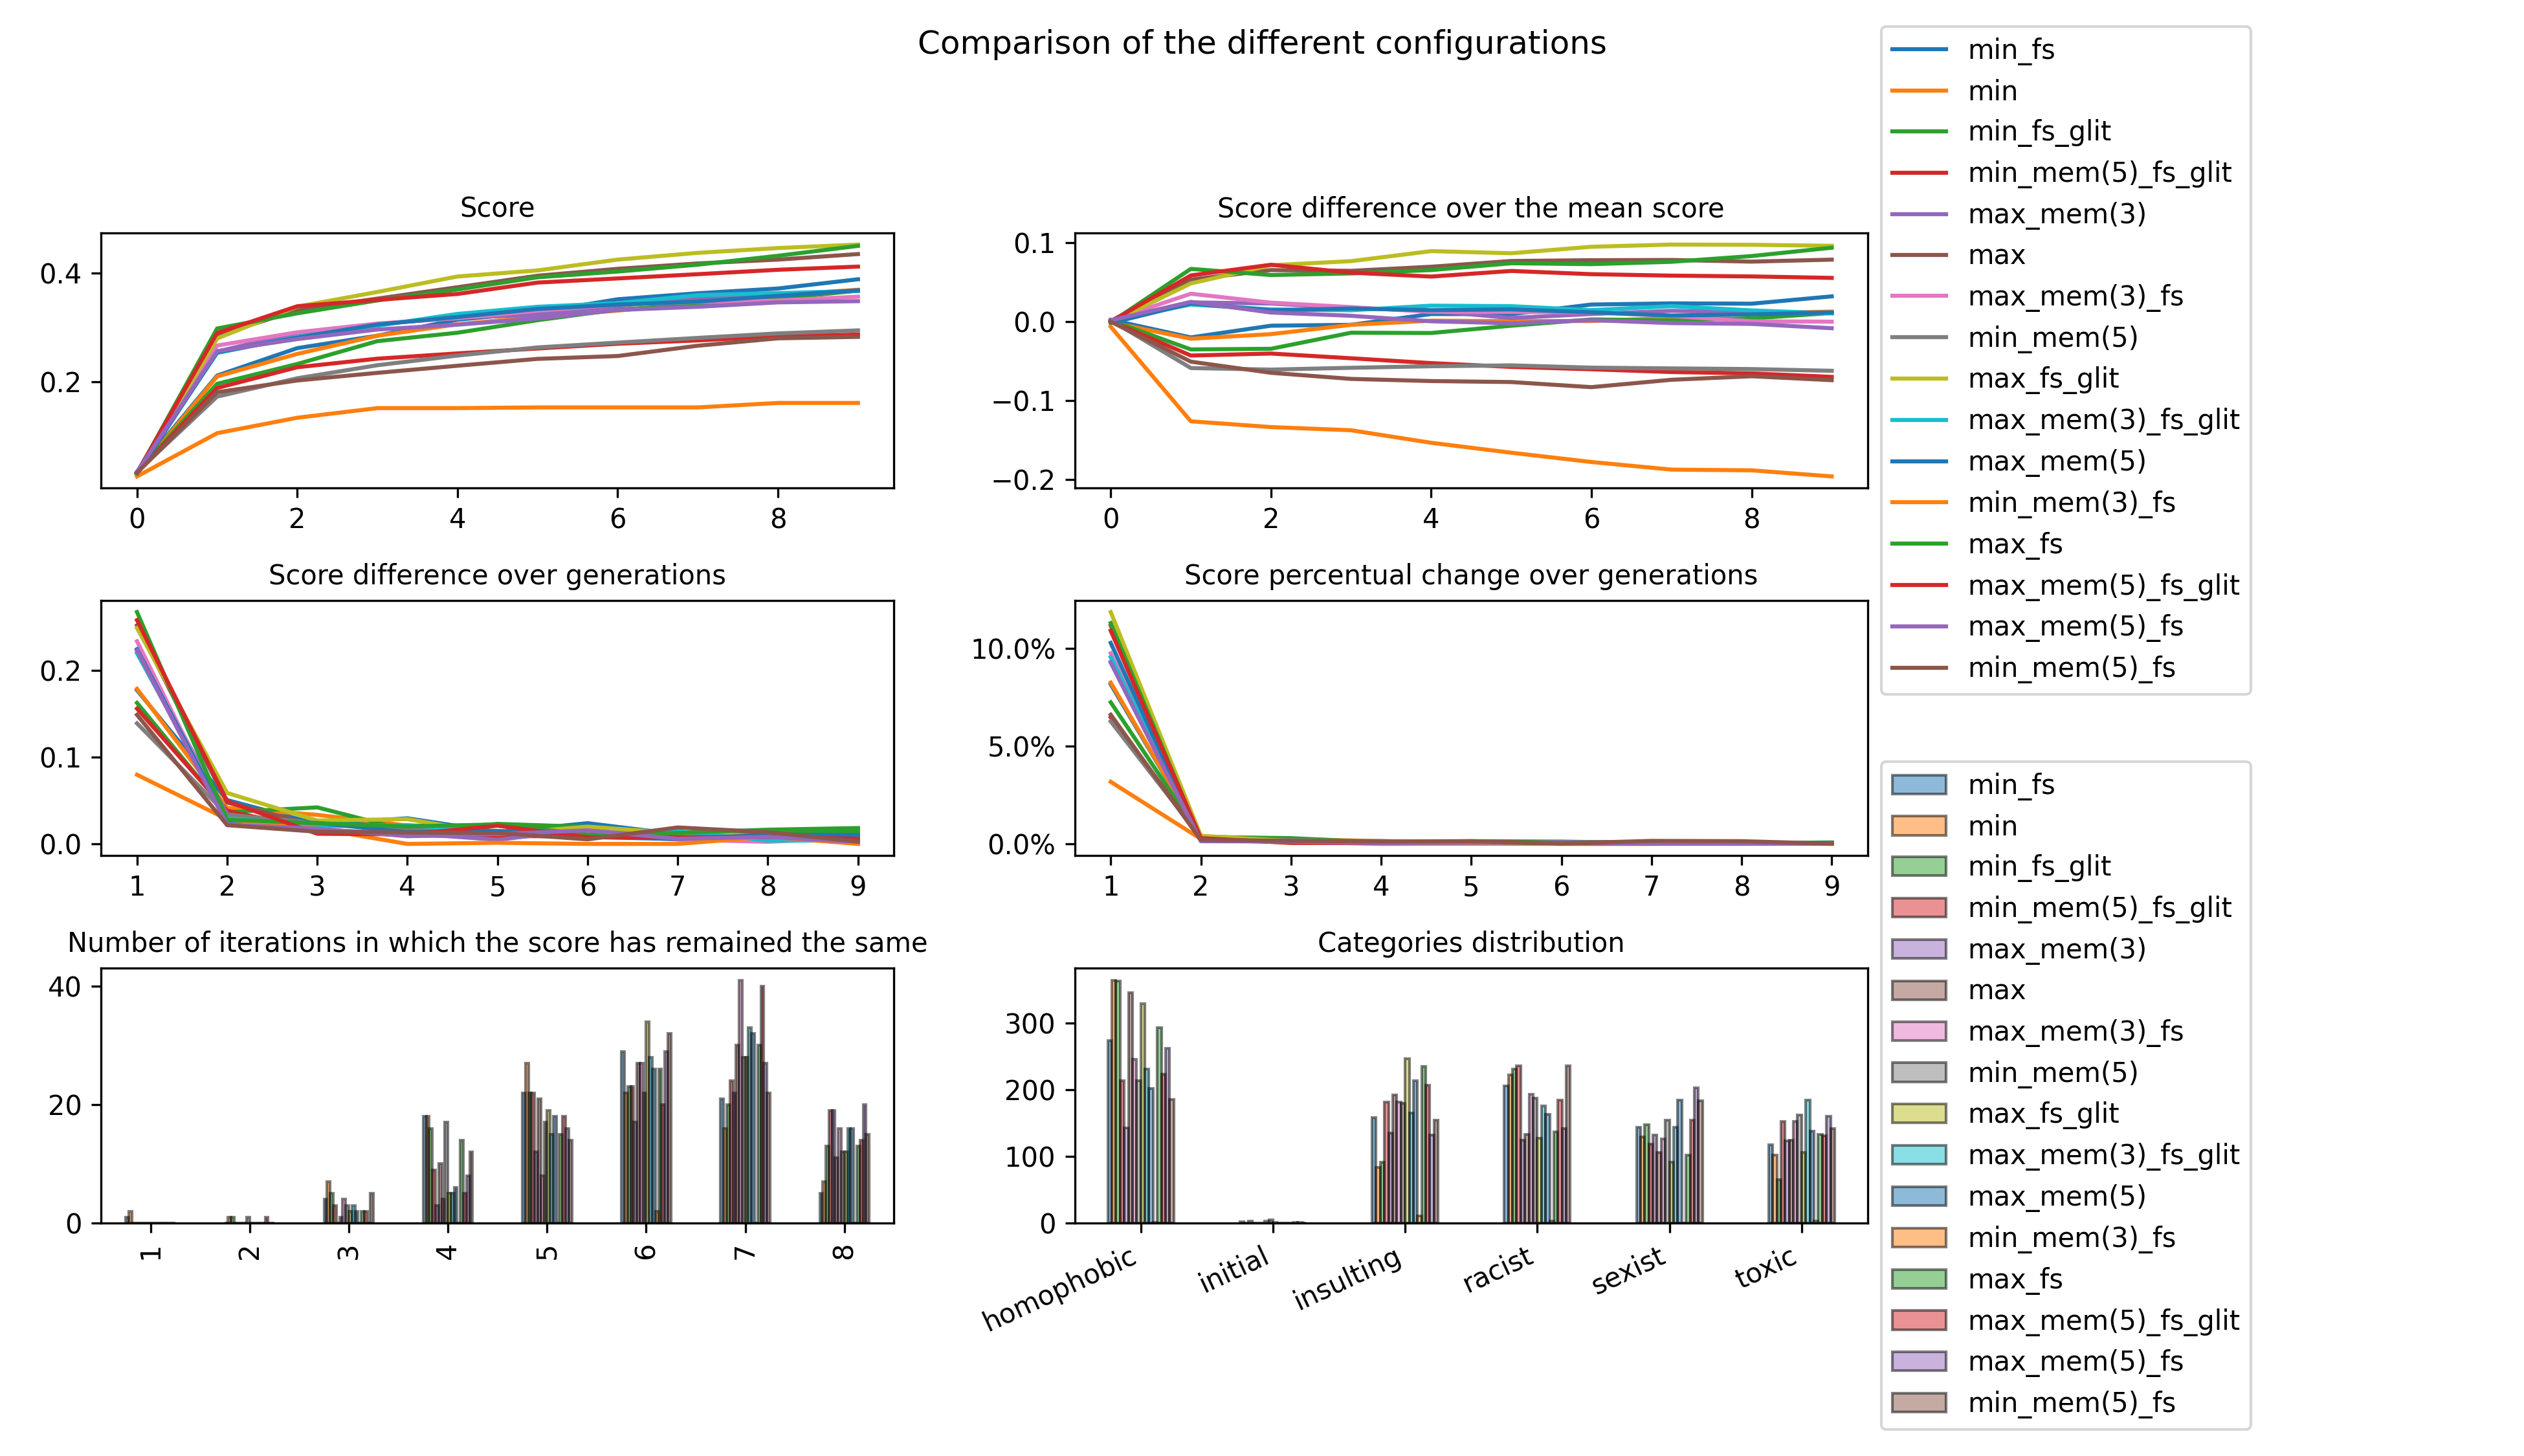 Comparison of the different configurations
Score
0.4
0.2
0 2 4 6 8
Score difference over the mean score
0.1
0.0
−0.1
−0.2
0 2 4 6 8
min_fs
min
min_fs_glit
min_mem(5)_fs_glit
max_mem(3)
max
max_mem(3)_fs
min_mem(5)
max_fs_glit
max_mem(3)_fs_glit
max_mem(5)
min_mem(3)_fs
max_fs
max_mem(5)_fs_glit
max_mem(5)_fs
min_mem(5)_fs
Score difference over generations
0.2
0.1
0.0
1 2 3 4 5 6 7 8 9
Score percentual change over generations
10.0%
5.0%
0.0%
1 2 3 4 5 6 7 8 9
Number of iterations in which the score has remained the same
40
20
0
1 2 3 4 5 6 7 8
Categories distribution
300
200
100
0
homophobic initial insulting racist sexist toxic
min_fs
min
min_fs_glit
min_mem(5)_fs_glit
max_mem(3)
max
max_mem(3)_fs
min_mem(5)
max_fs_glit
max_mem(3)_fs_glit
max_mem(5)
min_mem(3)_fs
max_fs
max_mem(5)_fs_glit
max_mem(5)_fs
min_mem(5)_fs